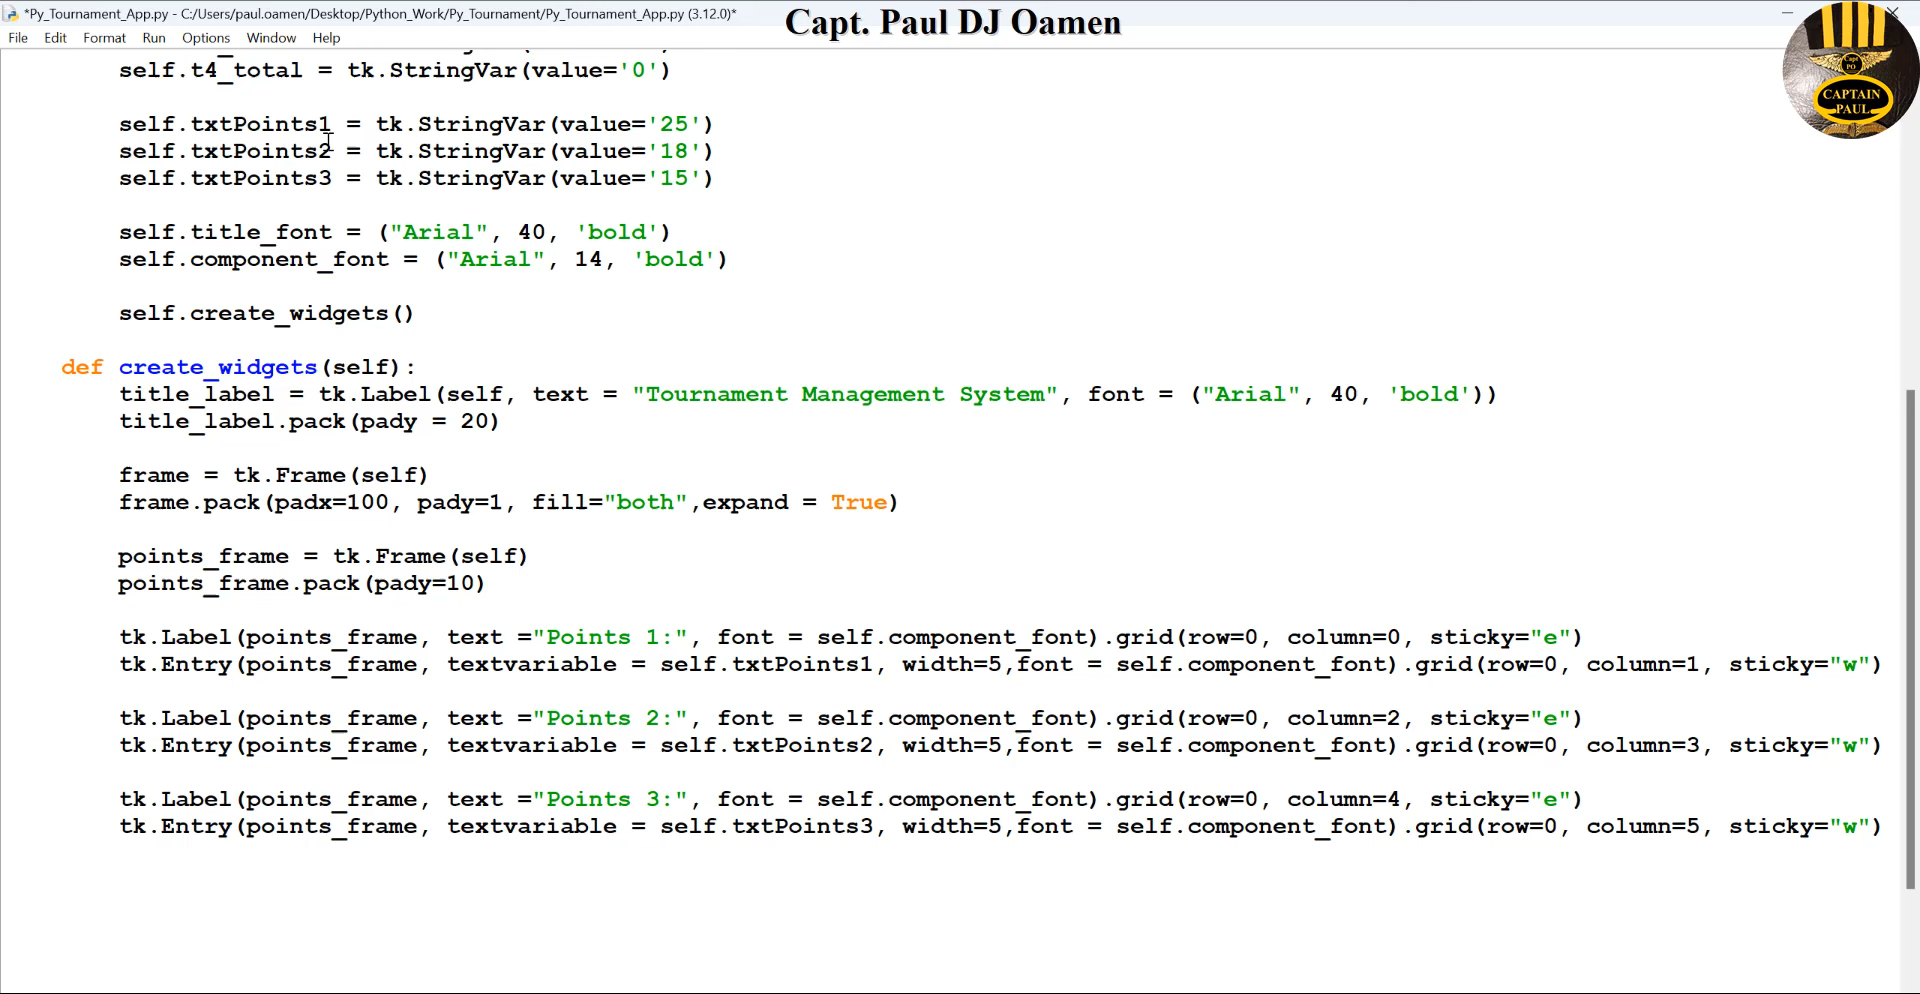 *Py_Tournament_App.py - C:/Users/paul.oamen/Desktop/Python_Work/Py_Tournament/Py_Tournament_App.py (3.12.0)*
Capt. Paul DJ Oamen
File Edit Format Run Options Window Help
Capt
PO
CAPTAIN
PAUL
self.t4_total = tk.StringVar(value='0')
self.txtPoints1 = tk.StringVar(value='25')
self.txtPoints2 = tk.StringVar(value='18')
self.txtPoints3 = tk.StringVar(value='15')
self.title_font = ("Arial", 40, 'bold')
self.component_font = ("Arial", 14, 'bold')
self.create_widgets()
def create_widgets(self):
title_label = tk.Label(self, text = "Tournament Management System", font = ("Arial", 40, 'bold'))
title_label.pack(pady = 20)
frame = tk.Frame(self)
frame.pack(padx=100, pady=1, fill="both",expand = True)
points_frame = tk.Frame(self)
points_frame.pack(pady=10)
tk.Label(points_frame, text ="Points 1:", font = self.component_font).grid(row=0, column=0, sticky="e")
tk.Entry(points_frame, textvariable = self.txtPoints1, width=5,font = self.component_font).grid(row=0, column=1, sticky="w")
tk.Label(points_frame, text ="Points 2:", font = self.component_font).grid(row=0, column=2, sticky="e")
tk.Entry(points_frame, textvariable = self.txtPoints2, width=5,font = self.component_font).grid(row=0, column=3, sticky="w")
tk.Label(points_frame, text ="Points 3:", font = self.component_font).grid(row=0, column=4, sticky="e")
tk.Entry(points_frame, textvariable = self.txtPoints3, width=5,font = self.component_font).grid(row=0, column=5, sticky="w")